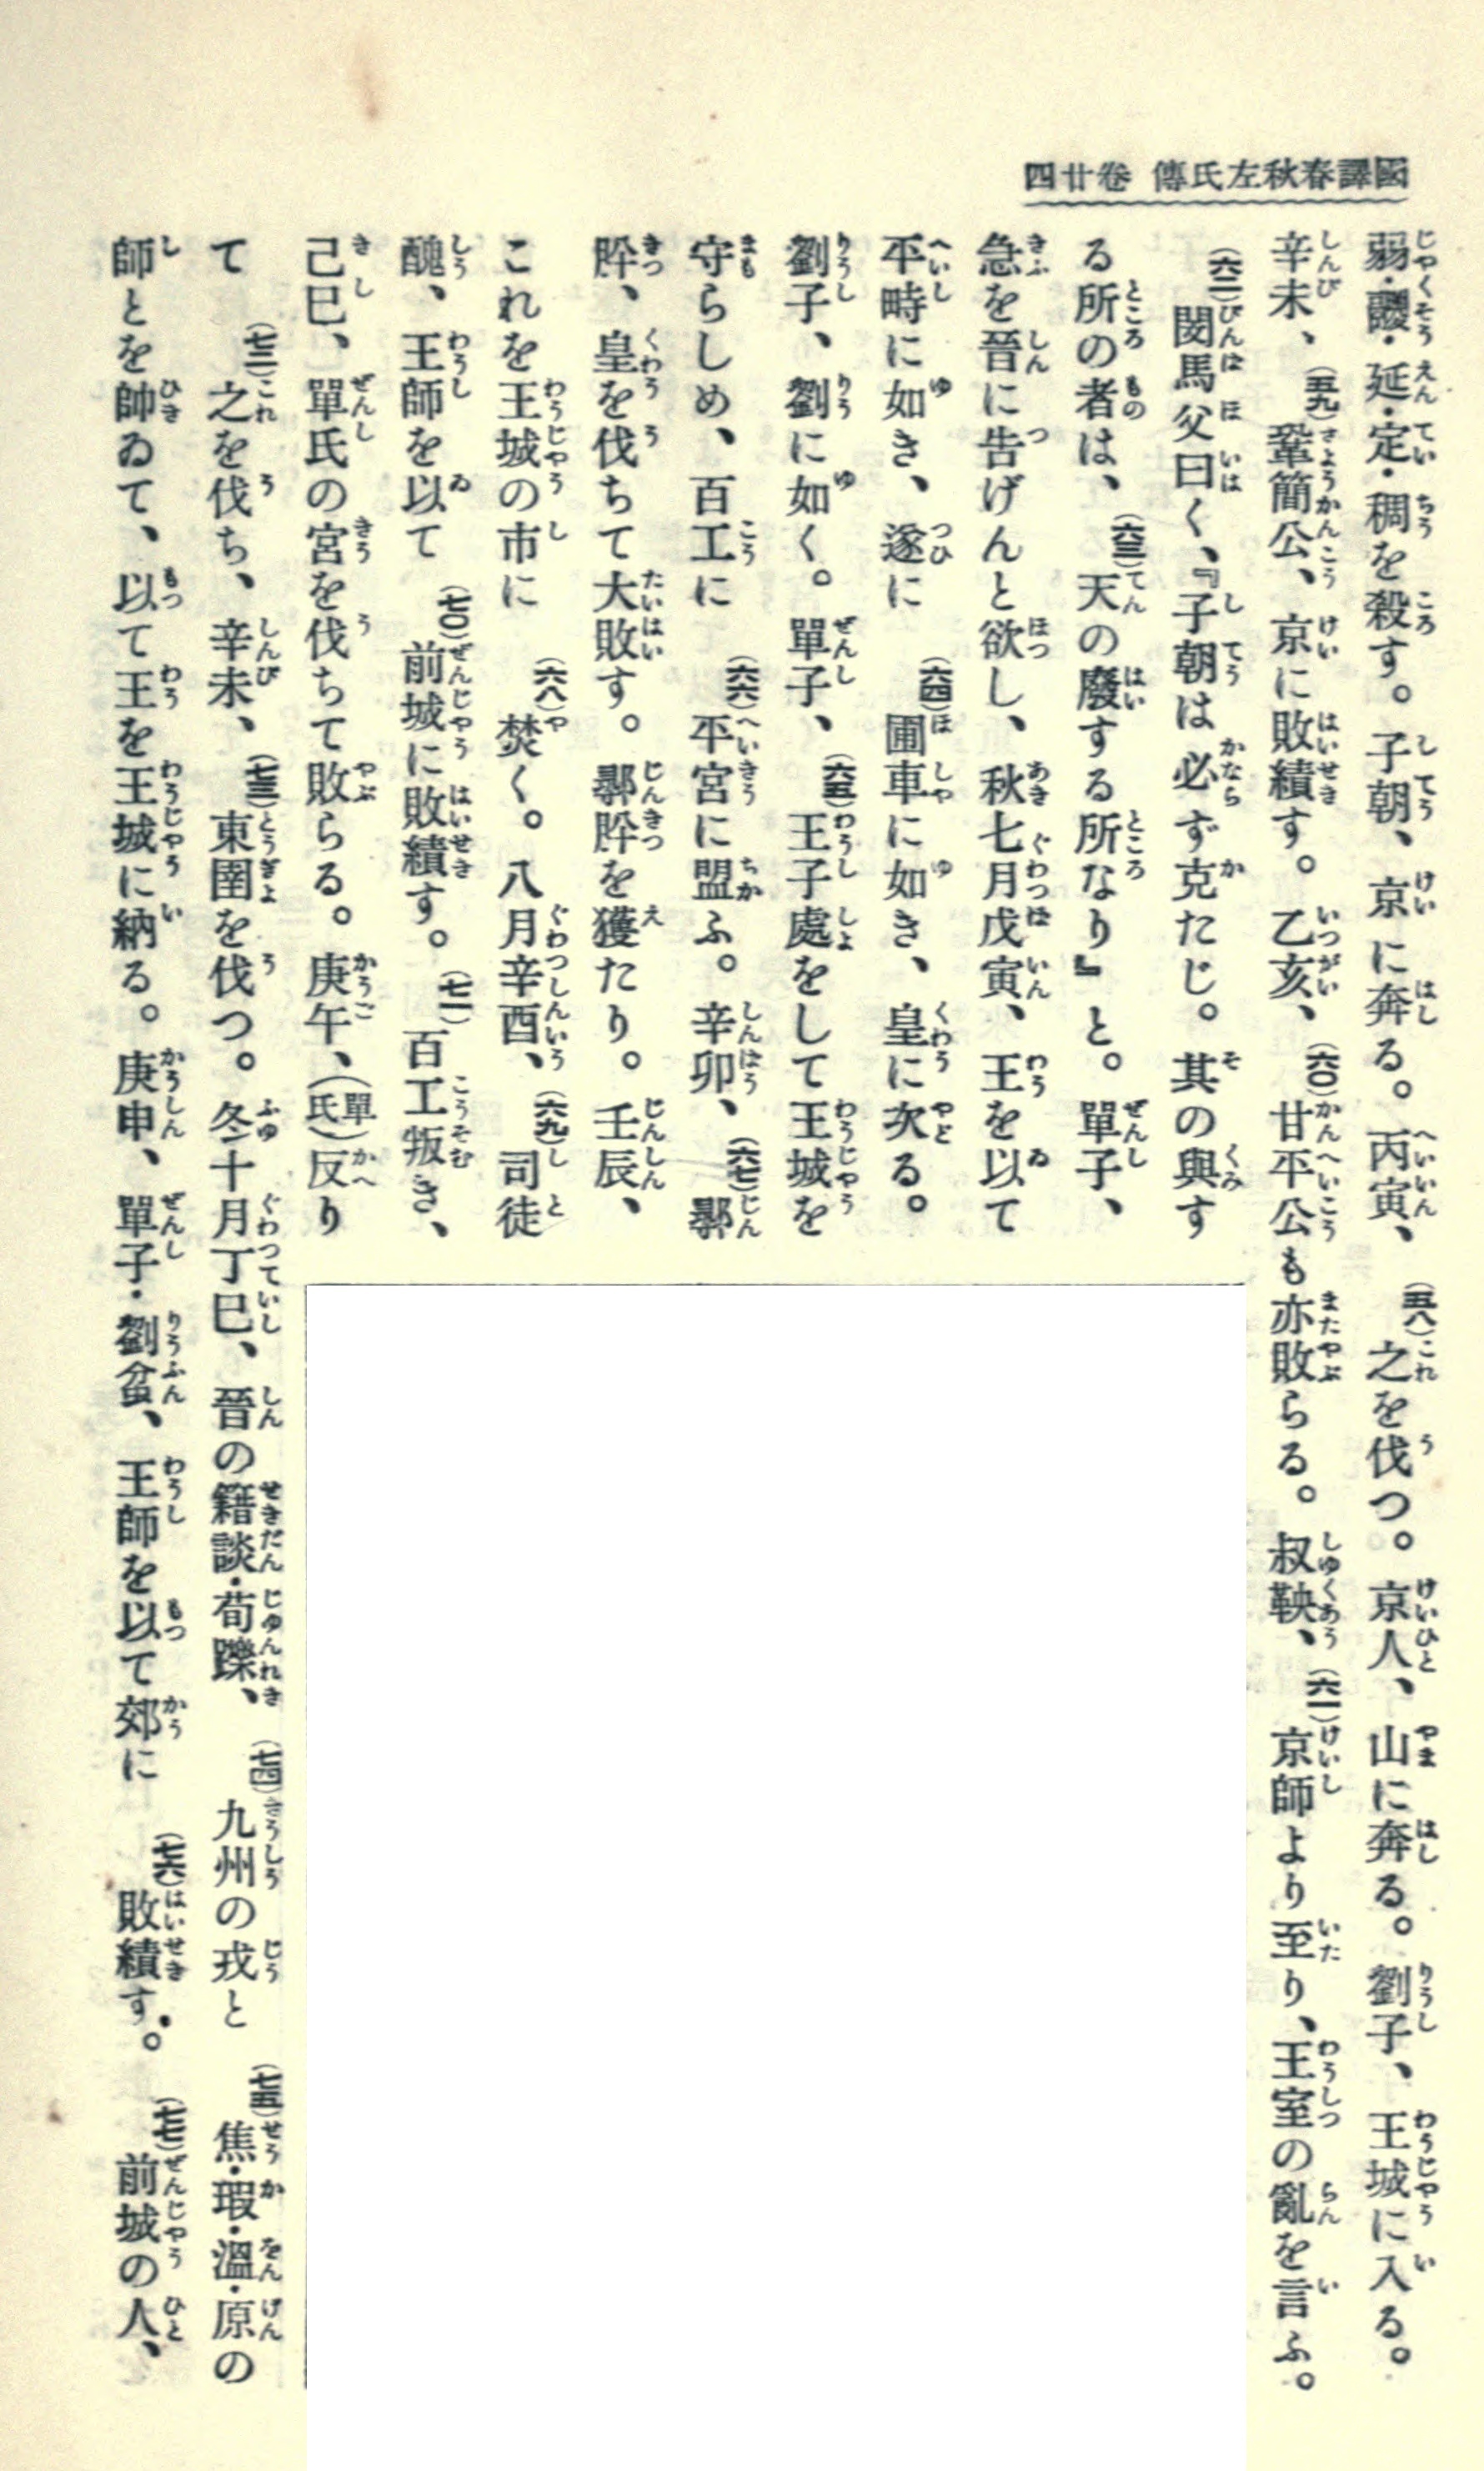 國譯春秋左氏傳 卷廿四
弱・鬷・延・定・稠を殺す。子朝、京に奔る。丙寅、(五八)之を伐つ。京人、山に奔る。劉子、王城に入る。
辛未、(五九)鞏簡公、京に敗績す。乙亥、(六〇)甘平公も亦敗らる。叔鞅、(六一)京師より至り、王室の亂を言ふ。
(六二)閔馬父曰く、『子朝は必ず克たじ。其の與す
る所の者は、(六三)天の廢する所なり』と。單子、
急を晉に告げんと欲し、秋七月戊寅、王を以て
平時に如き、遂に(六四)圃車に如き、皇に次る。
劉子、劉に如く。單子、(六五)王子處をして王城を
守らしめ、百工に(六六)平宮に盟ふ。辛卯、(六七)鄩
肸、皇を伐ちて大敗す。鄩肸を獲たり。壬辰、
これを王城の市に(六八)焚く。八月辛酉、(六九)司徒
醜、王師を以て(七〇)前城に敗績す。(七一)百工叛き、
己巳、單氏の宮を伐ちて敗らる。庚午、(單氏)反り
て(七二)之を伐ち、辛未、(七三)東圉を伐つ。冬十月丁巳、晉の籍談・荀躒、(七四)九州の戎と(七五)焦・瑕・溫・原の
師とを帥ゐて、以て王を王城に納る。庚申、單子・劉蚠、王師を以て郊に(七六)敗績す。(七七)前城の人、